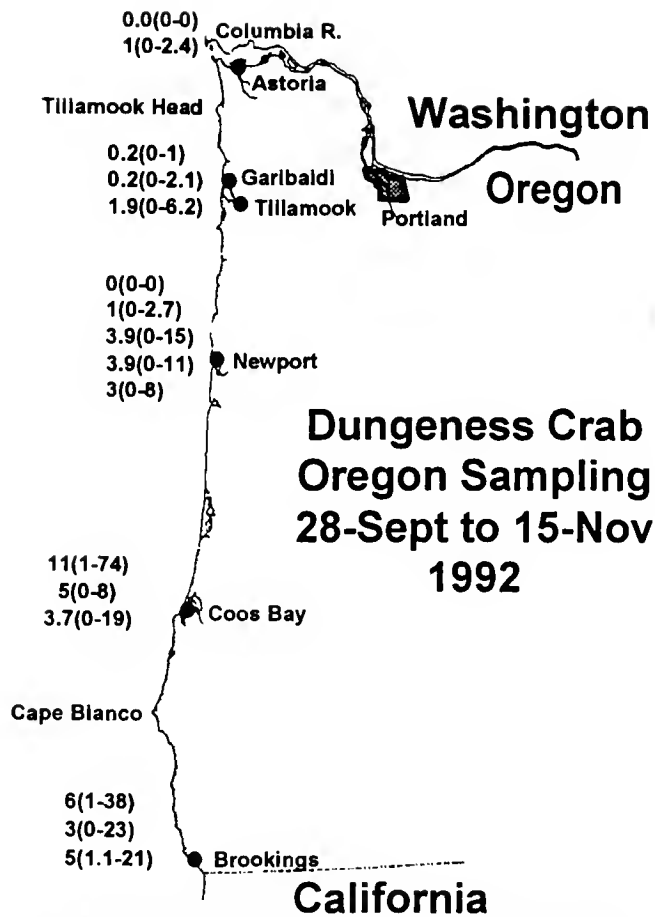 0.0(0-0)
Columbia R.
1(0-2.4)
Astoria
Tillamook Head
Washington
0.2(0-1)
0.2(0-2.1)
Garibaldi
Oregon
1.9(0-6.2)
Tillamook
Portland
0(0-0)
1(0-2.7)
3.9(0-15)
3.9(0-11)
Newport
3(0-8)
Dungeness Crab
Oregon Sampling
28-Sept to 15-Nov
1992
11(1-74)
5(0-8)
3.7(0-19)
Coos Bay
Cape Blanco
6(1-38)
3(0-23)
5(1.1-21)
Brookings
California